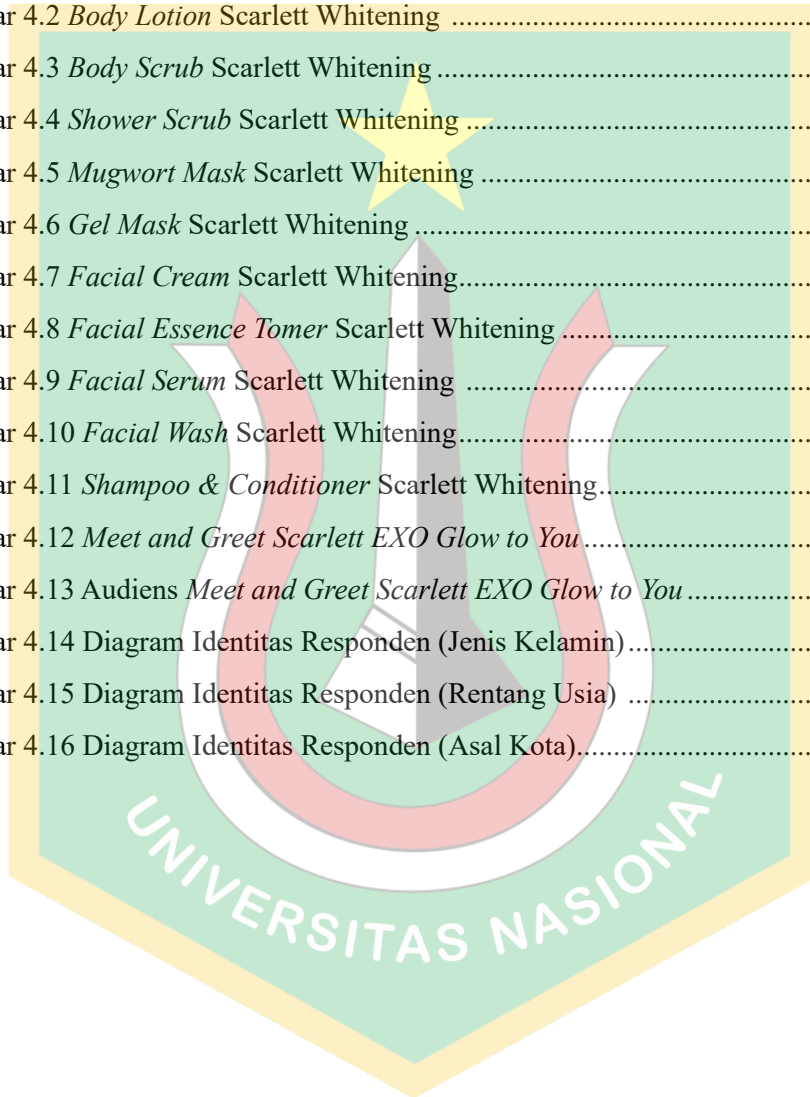 ar 4.2 Body Lotion Scarlett Whitening ........................................
ar 4.3 Body Scrub Scarlett Whitening ........................................
ar 4.4 Shower Scrub Scarlett Whitening ........................................
ar 4.5 Mugwort Mask Scarlett Whitening ........................................
ar 4.6 Gel Mask Scarlett Whitening ........................................
ar 4.7 Facial Cream Scarlett Whitening........................................
ar 4.8 Facial Essence Tomer Scarlett Whitening ..............................
ar 4.9 Facial Serum Scarlett Whitening ........................................
ar 4.10 Facial Wash Scarlett Whitening........................................
ar 4.11 Shampoo & Conditioner Scarlett Whitening.........................
ar 4.12 Meet and Greet Scarlett EXO Glow to You..........................
ar 4.13 Audiens Meet and Greet Scarlett EXO Glow to You ...............
ar 4.14 Diagram Identitas Responden (Jenis Kelamin)......................
ar 4.15 Diagram Identitas Responden (Rentang Usia) ......................
ar 4.16 Diagram Identitas Responden (Asal Kota)............................
UNIVERSITAS NASIONAL